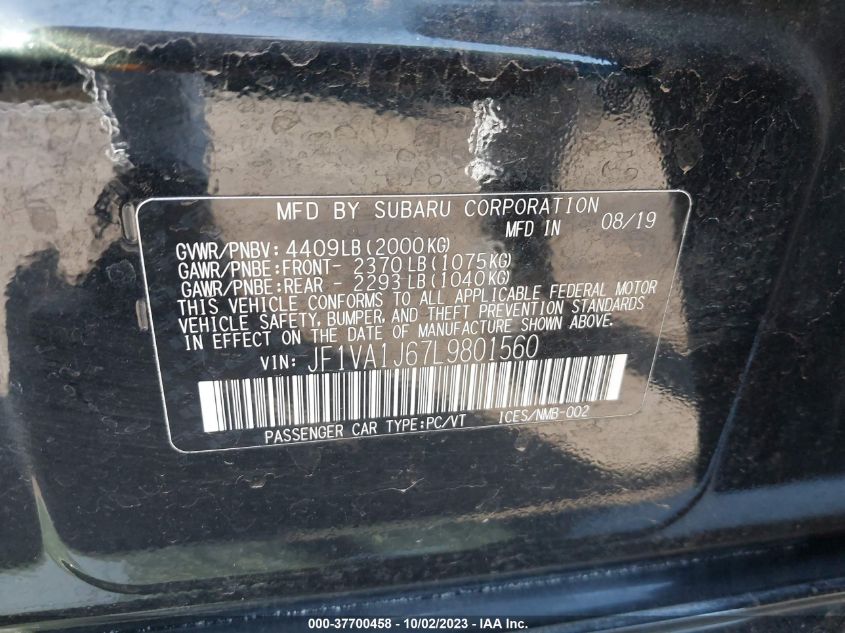 MFD BY SUBARU CORPORATION
MFD IN 08/19
GVWR/PNBV: 4409LB(2000KG)
GAWR/PNBE:FRONT- 2370LB(1075KG)
GAWR/PNBE:REAR - 2293LB(1040KG)
THIS VEHICLE CONFORMS TO ALL APPLICABLE FEDERAL MOTOR
VEHICLE SAFETY, BUMPER, AND THEFT PREVENTION STANDARDS
IN EFFECT ON THE DATE OF MANUFACTURE SHOWN ABOVE.
VIN: JF1VA1J67L9801560
PASSENGER CAR TYPE:PC/VT ICES/NMB-002
000-37700458 - 10/02/2023 - IAA Inc.